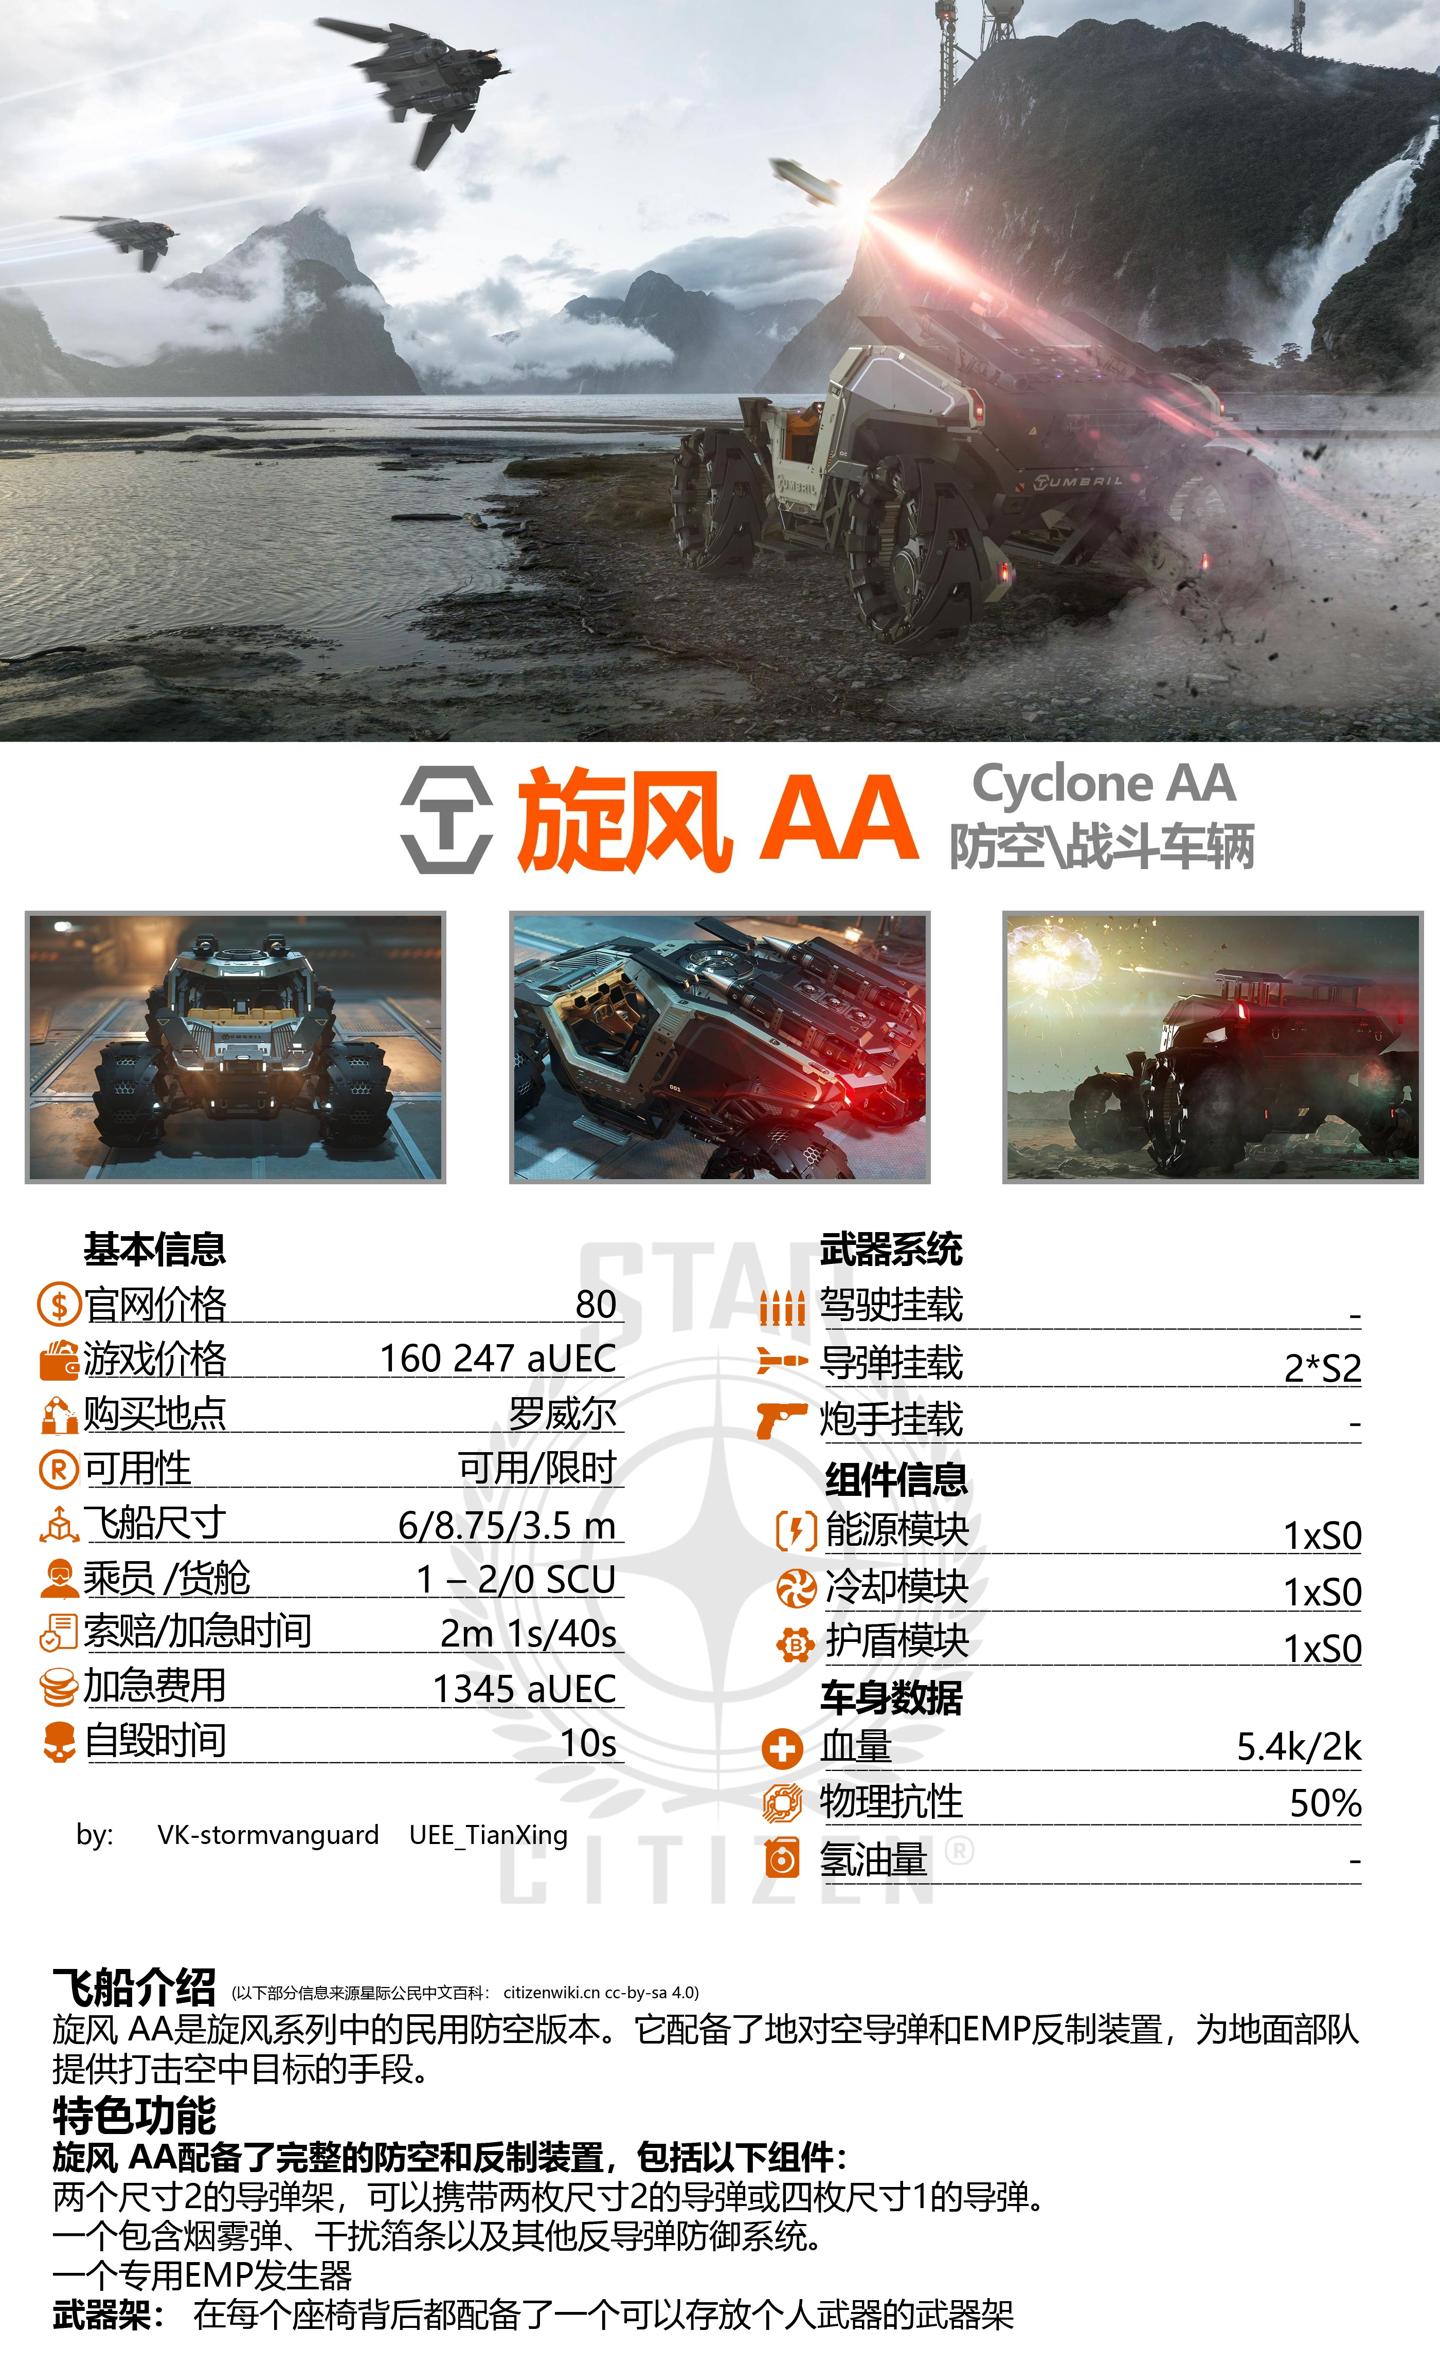 TUMBRIL
TUMBRIL
旋风 AA
Cyclone AA
防空\战斗车辆
TUMBRIL
001
STAR
CITIZEN®
基本信息
官网价格 80
游戏价格 160 247 aUEC
购买地点 罗威尔
可用性 可用/限时
飞船尺寸 6/8.75/3.5 m
乘员 /货舱 1 – 2/0 SCU
索赔/加急时间 2m 1s/40s
加急费用 1345 aUEC
自毁时间 10s
by: VK-stormvanguard UEE_TianXing
武器系统
驾驶挂载 -
导弹挂载 2*S2
炮手挂载 -
组件信息
能源模块 1xS0
冷却模块 1xS0
护盾模块 1xS0
车身数据
血量 5.4k/2k
物理抗性 50%
氢油量 -
飞船介绍 (以下部分信息来源星际公民中文百科： citizenwiki.cn cc-by-sa 4.0)
旋风 AA是旋风系列中的民用防空版本。它配备了地对空导弹和EMP反制装置，为地面部队
提供打击空中目标的手段。
特色功能
旋风 AA配备了完整的防空和反制装置，包括以下组件：
两个尺寸2的导弹架，可以携带两枚尺寸2的导弹或四枚尺寸1的导弹。
一个包含烟雾弹、干扰箔条以及其他反导弹防御系统。
一个专用EMP发生器
武器架： 在每个座椅背后都配备了一个可以存放个人武器的武器架